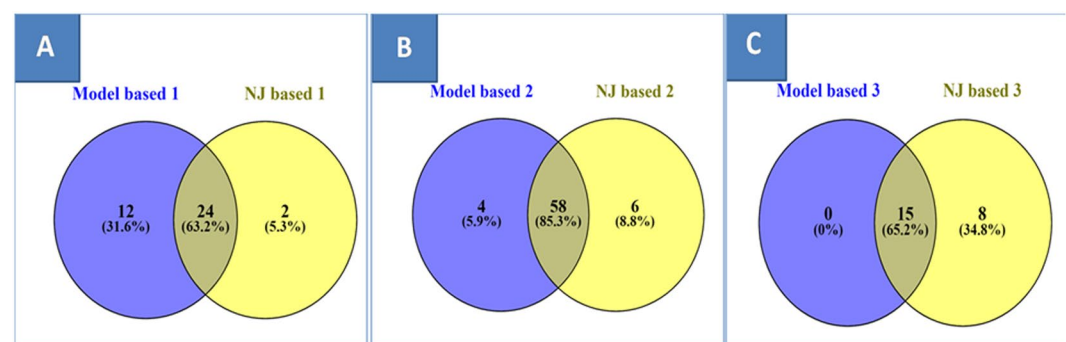 A
Model based 1
NJ based 1
12
(31.6%)
24
(63.2%)
2
(5.3%)
B
Model based 2
NJ based 2
4
(5.9%)
58
(85.3%)
6
(8.8%)
C
Model based 3
NJ based 3
0
(0%)
15
(65.2%)
8
(34.8%)